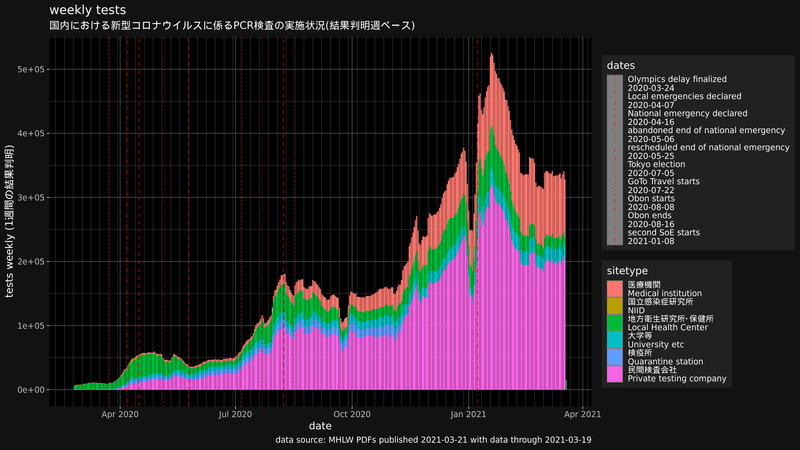 weekly tests
国内における新型コロナウイルスに係るPCR検査の実施状況(結果判明週ベース)
tests weekly (1週間の結果判明)
5e+05
4e+05
3e+05
2e+05
1e+05
0e+00
Apr 2020
Jul 2020
Oct 2020
Jan 2021
Apr 2021
date
data source: MHLW PDFs published 2021-03-21 with data through 2021-03-19
dates
Olympics delay finalized
2020-03-24
Local emergencies declared
2020-04-07
National emergency declared
2020-04-16
abandoned end of national emergency
2020-05-06
rescheduled end of national emergency
2020-05-25
Tokyo election
2020-07-05
GoTo Travel starts
2020-07-22
Obon starts
2020-08-08
Obon ends
2020-08-16
second SoE starts
2021-01-08
sitetype
医療機関
Medical institution
国立感染症研究所
NIID
地方衛生研究所･保健所
Local Health Center
大学等
University etc
検疫所
Quarantine station
民間検査会社
Private testing company